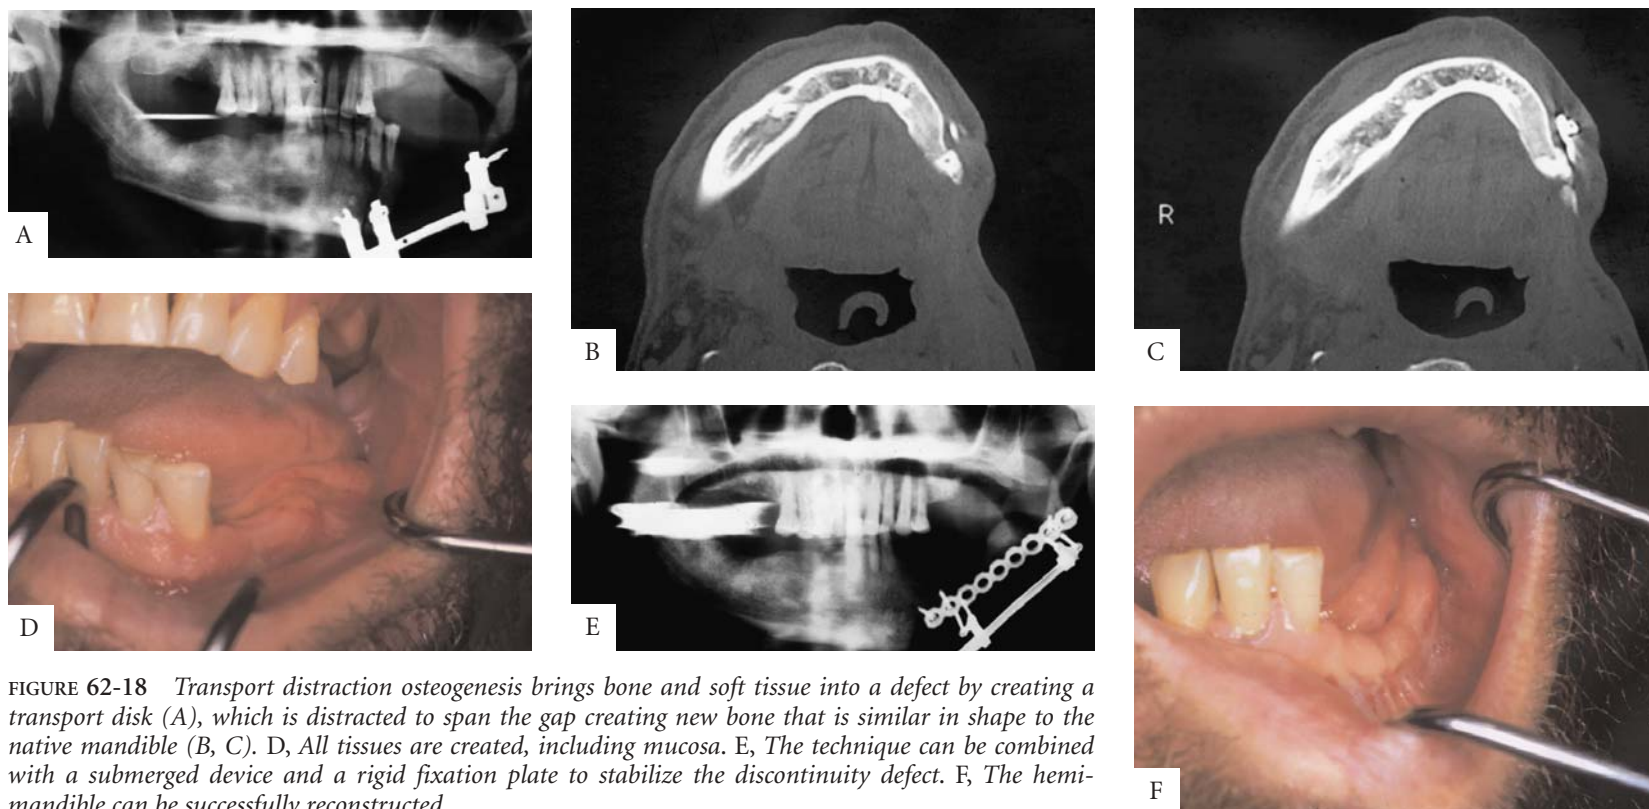 A
B
R
C
D
E
F
FIGURE 62-18 Transport distraction osteogenesis brings bone and soft tissue into a defect by creating a
transport disk (A), which is distracted to span the gap creating new bone that is similar in shape to the
native mandible (B, C). D, All tissues are created, including mucosa. E, The technique can be combined
with a submerged device and a rigid fixation plate to stabilize the discontinuity defect. F, The hemi-
mandible can be successfully reconstructed.